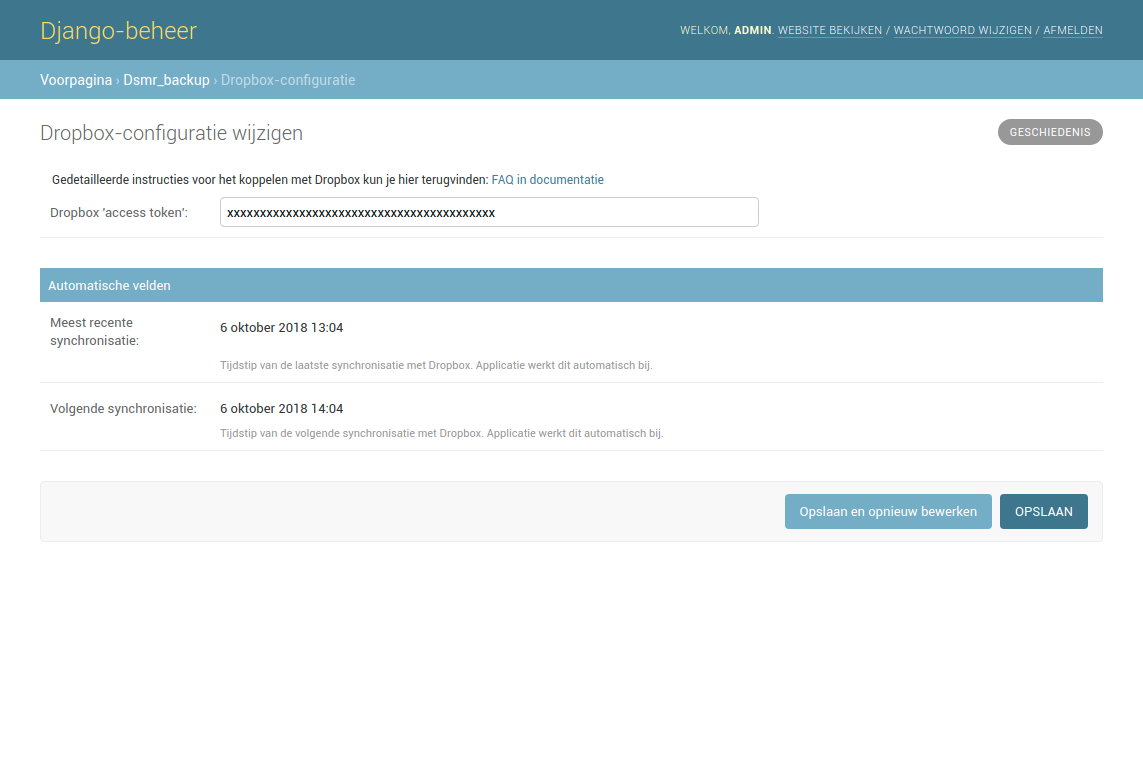 Django-beheer
WELKOM, ADMIN. WEBSITE BEKIJKEN / WACHTWOORD WIJZIGEN / AFMELDEN
Voorpagina › Dsmr_backup › Dropbox-configuratie
Dropbox-configuratie wijzigen
GESCHIEDENIS
Gedetailleerde instructies voor het koppelen met Dropbox kun je hier terugvinden: FAQ in documentatie
Dropbox 'access token':
xxxxxxxxxxxxxxxxxxxxxxxxxxxxxxxxxxxxxxxxx
Automatische velden
Meest recente
synchronisatie:
6 oktober 2018 13:04
Tijdstip van de laatste synchronisatie met Dropbox. Applicatie werkt dit automatisch bij.
Volgende synchronisatie:
6 oktober 2018 14:04
Tijdstip van de volgende synchronisatie met Dropbox. Applicatie werkt dit automatisch bij.
Opslaan en opnieuw bewerken
OPSLAAN